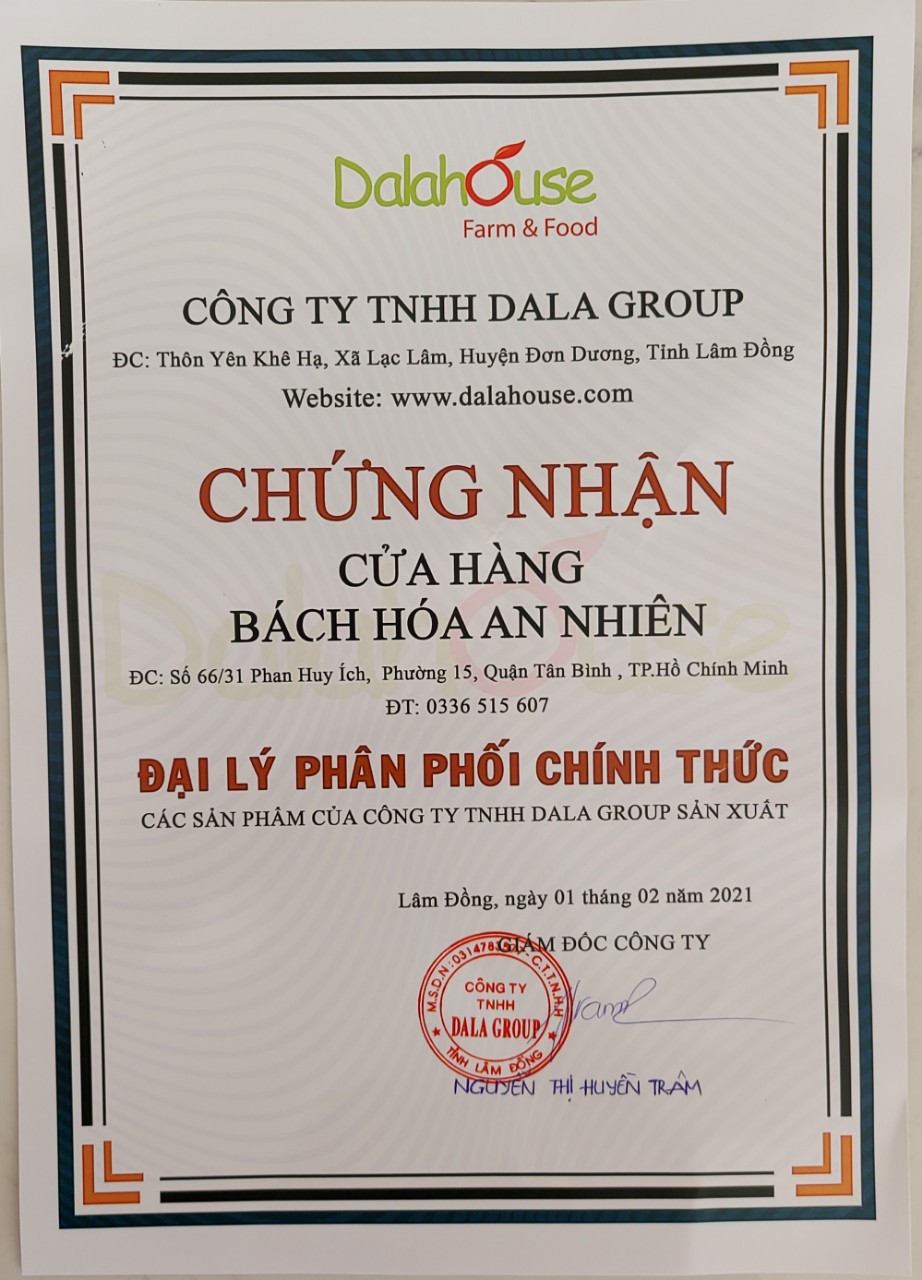 Dalahouse
Farm & Food
CÔNG TY TNHH DALA GROUP
ĐC: Thôn Yên Khê Hạ, Xã Lạc Lâm, Huyện Đơn Dương, Tỉnh Lâm Đồng
Website: www.dalahouse.com
CHỨNG NHẬN
CỬA HÀNG
BÁCH HÓA AN NHIÊN
ĐC: Số 66/31 Phan Huy Ích, Phường 15, Quận Tân Bình , TP.Hồ Chính Minh
ĐT: 0336 515 607
ĐẠI LÝ PHÂN PHỐI CHÍNH THỨC
CÁC SẢN PHẨM CỦA CÔNG TY TNHH DALA GROUP SẢN XUẤT
Lâm Đồng, ngày 01 tháng 02 năm 2021
GIÁM ĐỐC CÔNG TY
M.S.D.N: C.T.T.N.H.H
CÔNG TY
TNHH
DALA GROUP
TỈNH LÂM ĐỒNG
NGUYỄN THỊ HUYỀN TRÂM